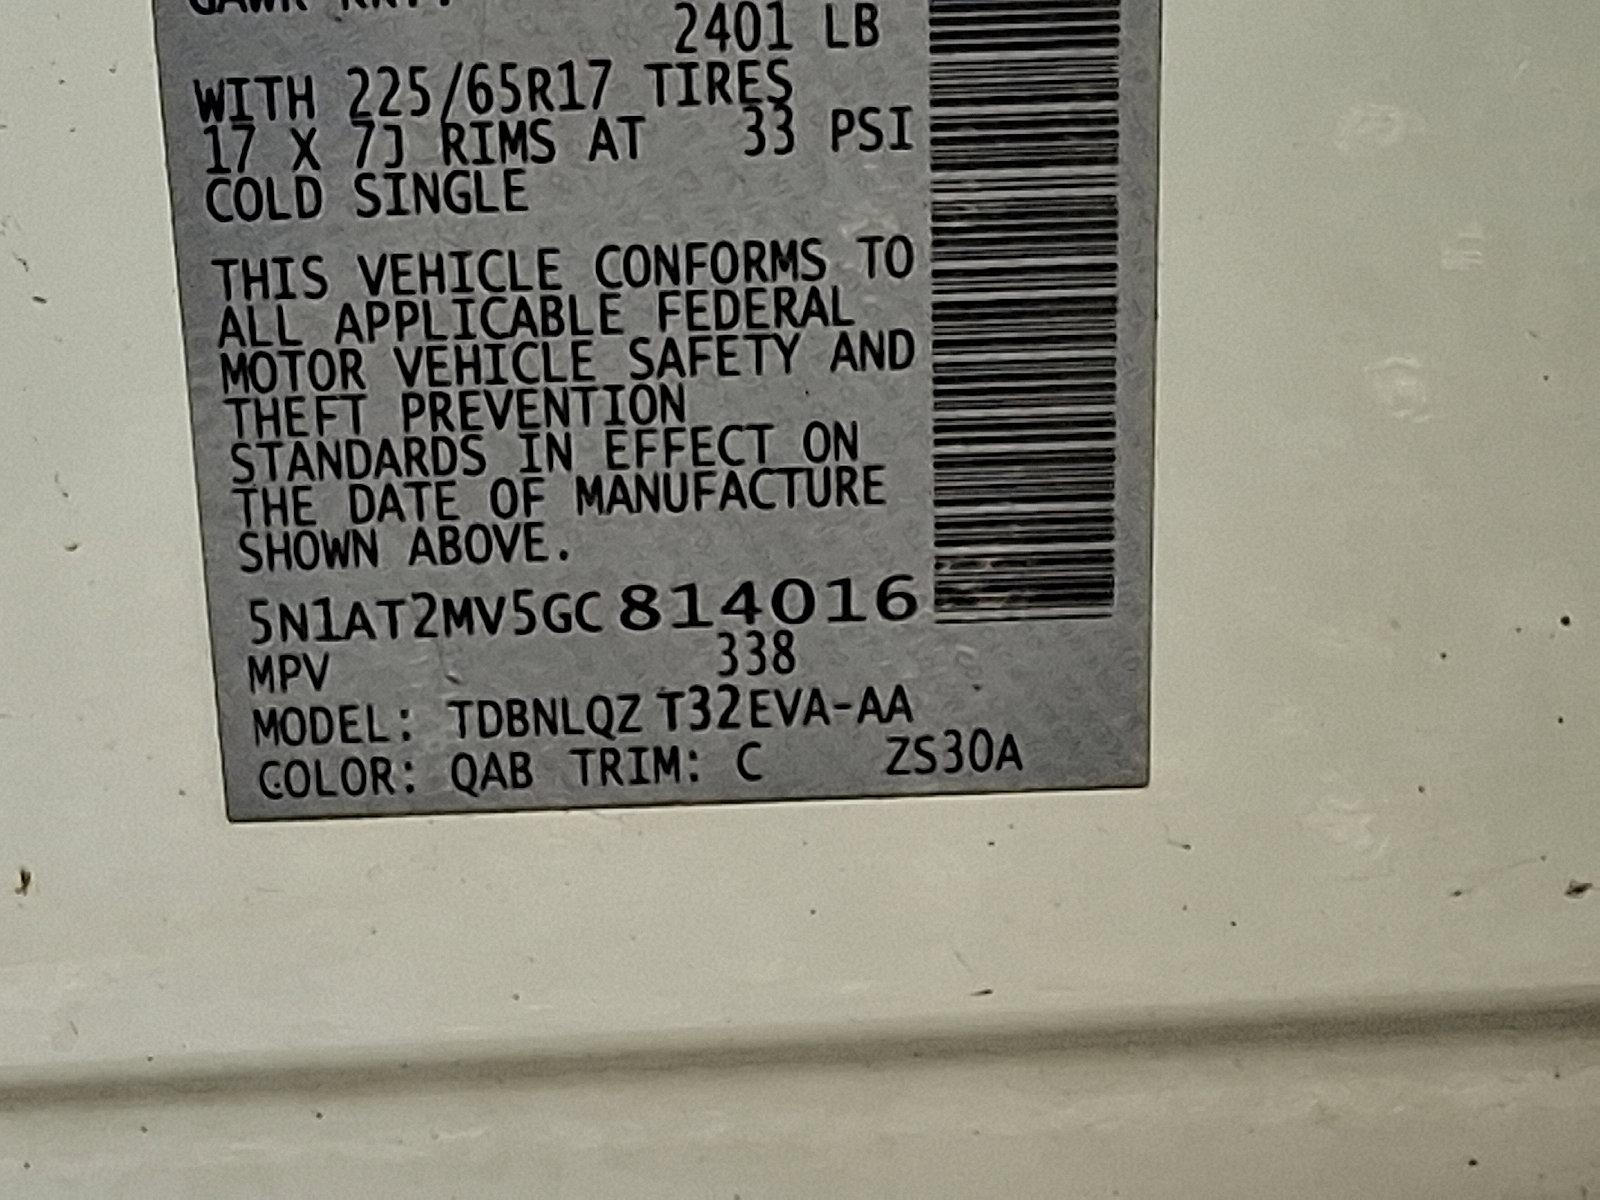 2401 LB
WITH 225/65R17 TIRES
17 X 7J RIMS AT 33 PSI
COLD SINGLE
THIS VEHICLE CONFORMS TO
ALL APPLICABLE FEDERAL
MOTOR VEHICLE SAFETY AND
THEFT PREVENTION
STANDARDS IN EFFECT ON
THE DATE OF MANUFACTURE
SHOWN ABOVE.
5N1AT2MV5GC814016
MPV 338
MODEL: TDBNLQZ T32EVA-AA
COLOR: QAB TRIM: C ZS30A